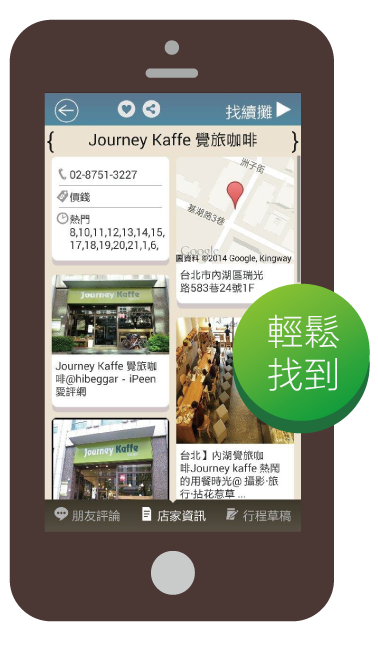 找續攤
{ Journey Kaffe 覺旅咖啡 }
02-8751-3227
價錢
熱門
8,10,11,12,13,14,15,
17,18,19,20,21,1,6,
洲子街
基湖路3巷
Google
圖資料 ©2014 Google, Kingway
台北市內湖區瑞光
路583巷24號1F
Journey Kaffe
Journey Kaffe 覺旅咖
啡@hibeggar - iPeen
愛評網
Journey Kaffe
台北】內湖覺旅咖
啡Journey kaffe 熱鬧
的用餐時光@ 攝影·旅
行·拈花惹草 ...
輕鬆
找到
朋友評論
店家資訊
行程草稿